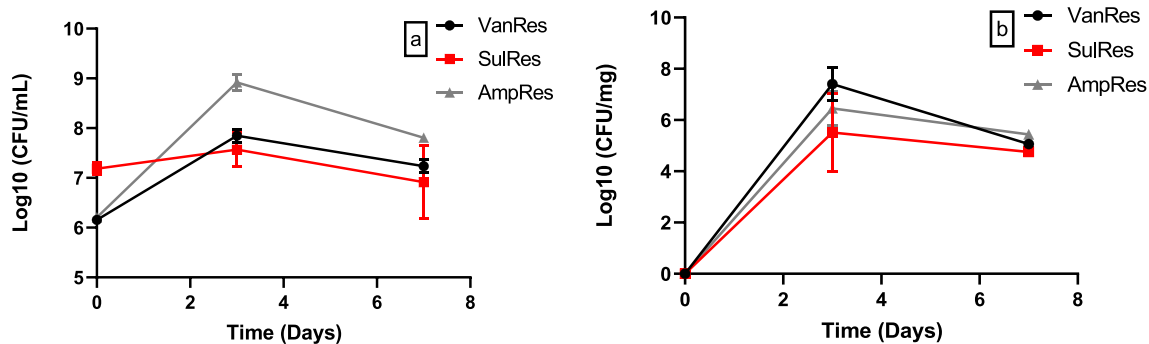 a
VanRes
SulRes
AmpRes
Log10 (CFU/mL)
10
9
8
7
6
5
0 2 4 6 8
Time (Days)
b
VanRes
SulRes
AmpRes
Log10 (CFU/mg)
10
8
6
4
2
0
0 2 4 6 8
Time (Days)